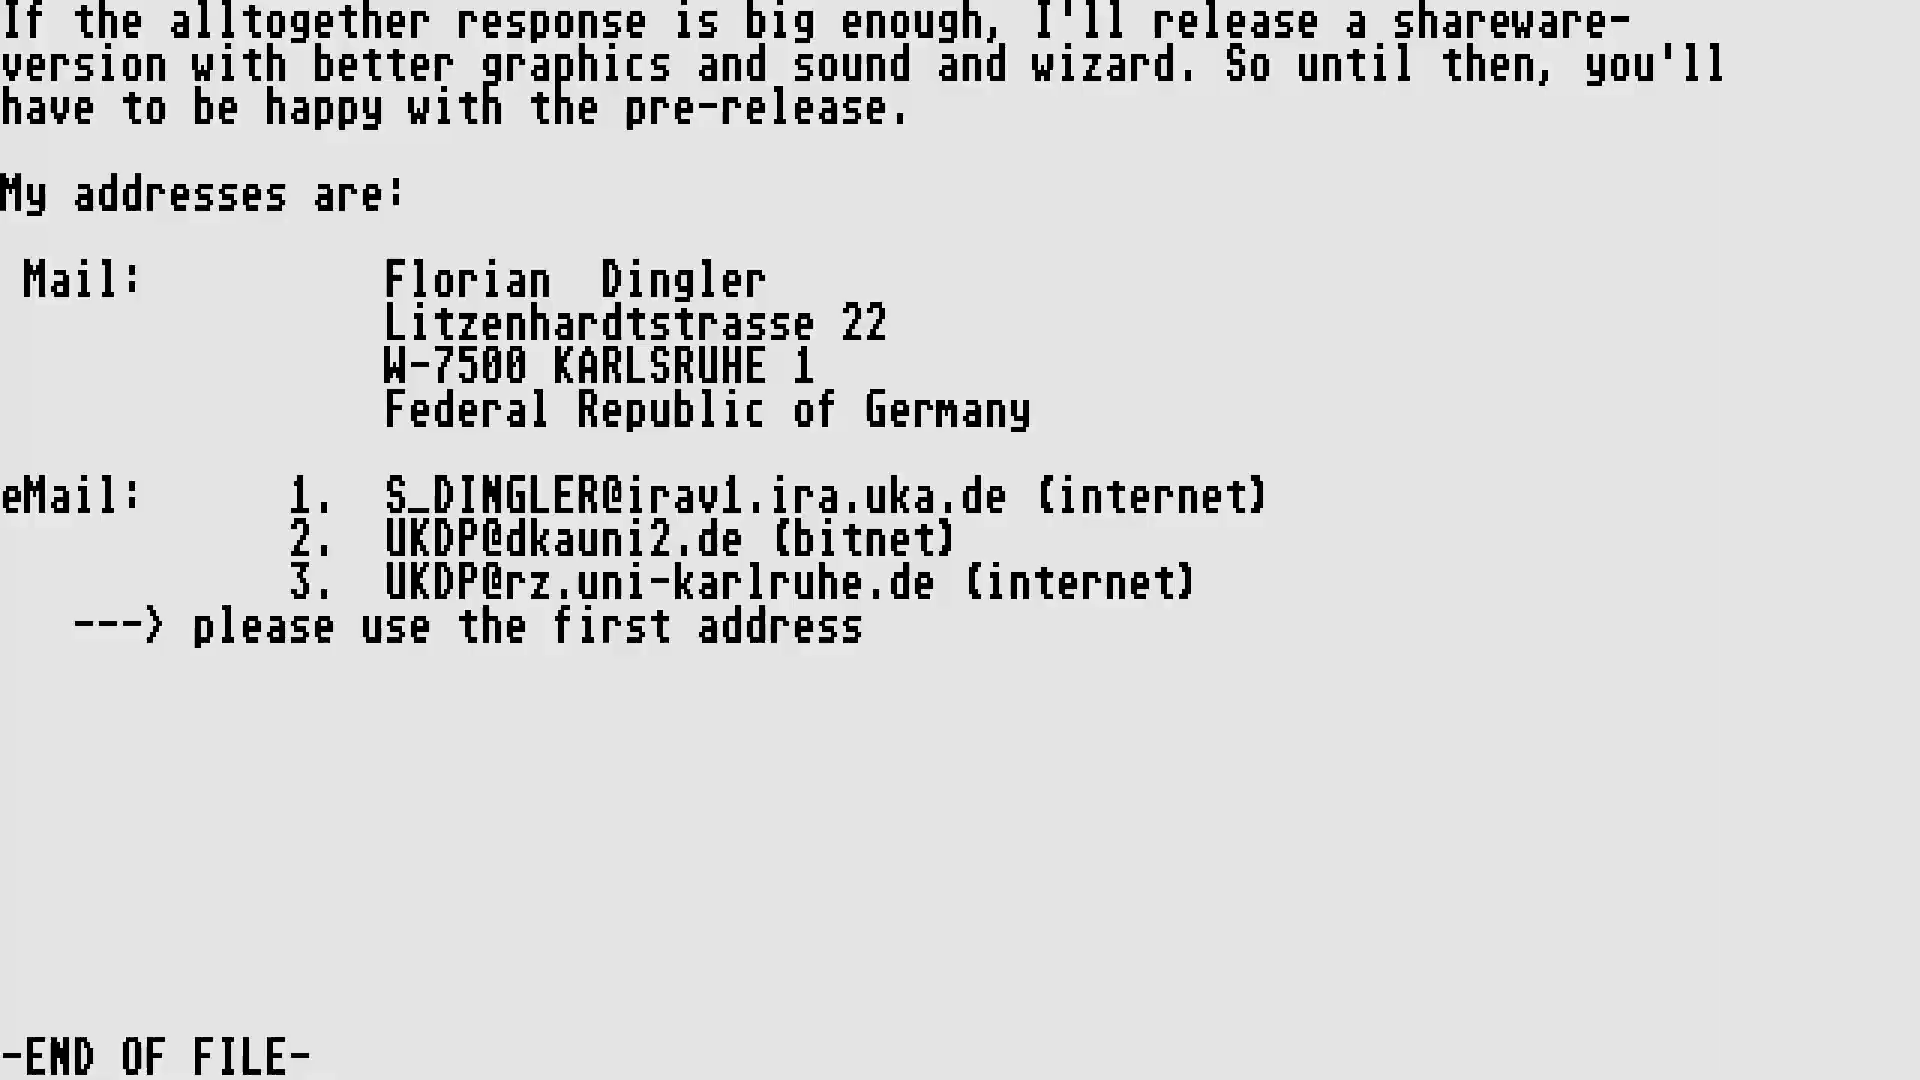 If the alltogether response is big enough, I'll release a shareware-
version with better graphics and sound and wizard. So until then, you'll
have to be happy with the pre-release.
My addresses are:
Mail: Florian Dingler
Litzenhardtstrasse 22
W-7500 KARLSRUHE 1
Federal Republic of Germany
eMail: 1. S_DINGLER@irav1.ira.uka.de (internet)
2. UKDP@dkauni2.de (bitnet)
3. UKDP@rz.uni-karlruhe.de (internet)
---> please use the first address
-END OF FILE-